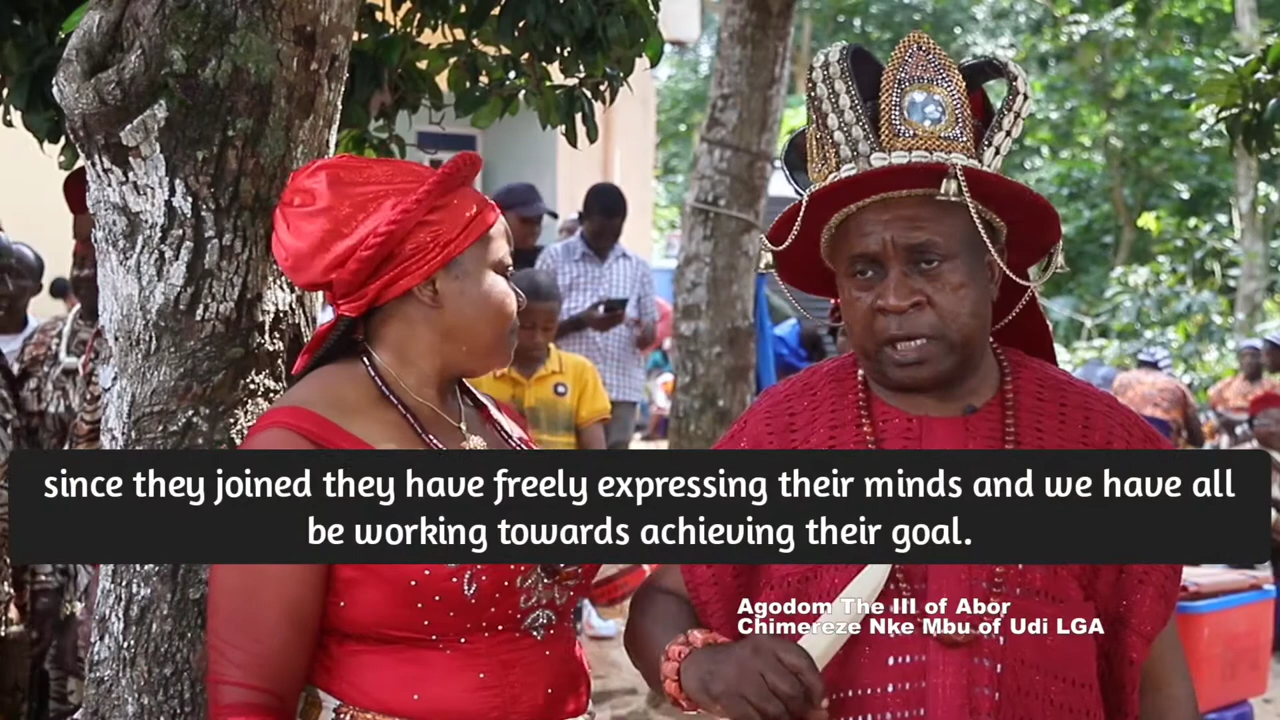 since they joined they have freely expressing their minds and we have all
be working towards achieving their goal.
Agodom The III of Abor
Chimereze Nke Mbu of Udi LGA